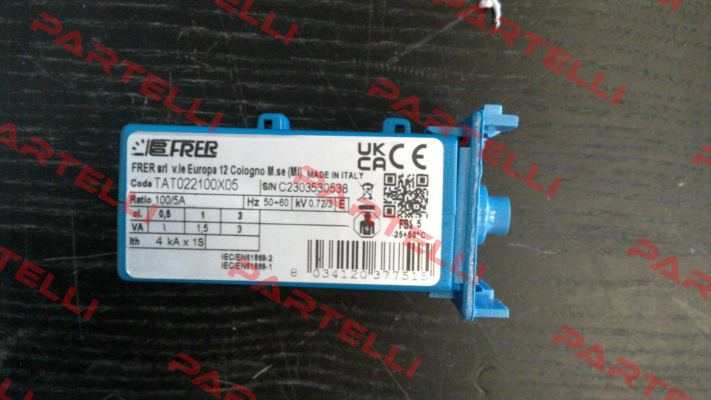 FRER
UK
CA CE
FRER srl v.le Europa 12 Cologno M.se (MI) MADE IN ITALY
Code TAT022100X05 S/N C2303530538
Ratio 100/5A Hz 50÷60 kV 0,72/3 E
cl. 0,5 1 3
VA \ 1,5 3
Ith 4 kA x 1S
FS1.5
-25+50°C
IEC/EN61869-2
IEC/EN61869-1
8 034120 377515
PARTELLI
PARTELLI
PARTELLI
PARTELLI
PARTELLI
PARTELLI